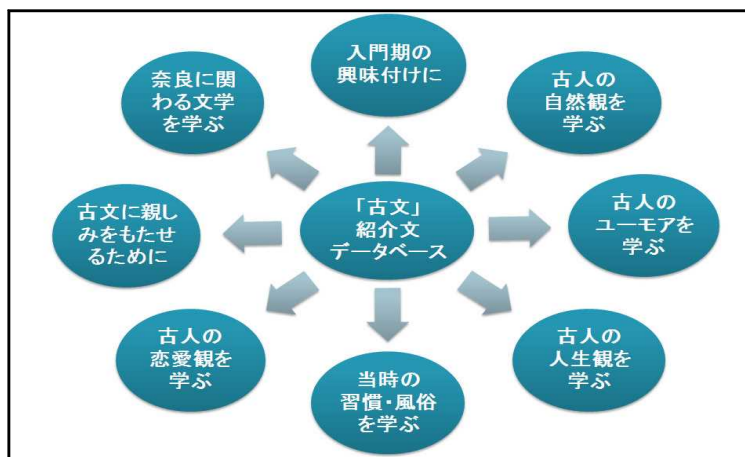 入門期の
興味付けに
奈良に関
わる文学
を学ぶ
古人の
自然観を
学ぶ
古文に親し
みをもたせ
るために
「古文」
紹介文
データベース
古人の
ユーモアを
学ぶ
古人の
恋愛観を
学ぶ
当時の
習慣・風俗
を学ぶ
古人の
人生観を
学ぶ